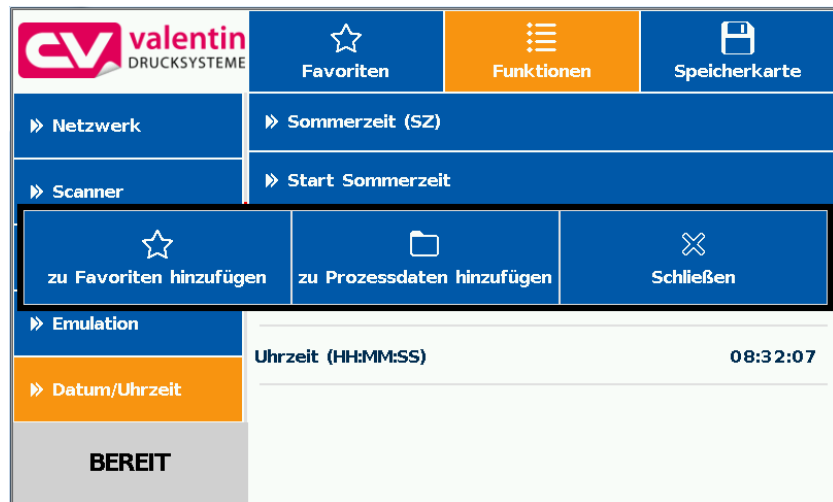 valentin
DRUCKSYSTEME
Favoriten
Funktionen
Speicherkarte
Netzwerk
Sommerzeit (SZ)
Scanner
Start Sommerzeit
zu Favoriten hinzufügen
zu Prozessdaten hinzufügen
Schließen
Emulation
Uhrzeit (HH:MM:SS) 08:32:07
Datum/Uhrzeit
BEREIT